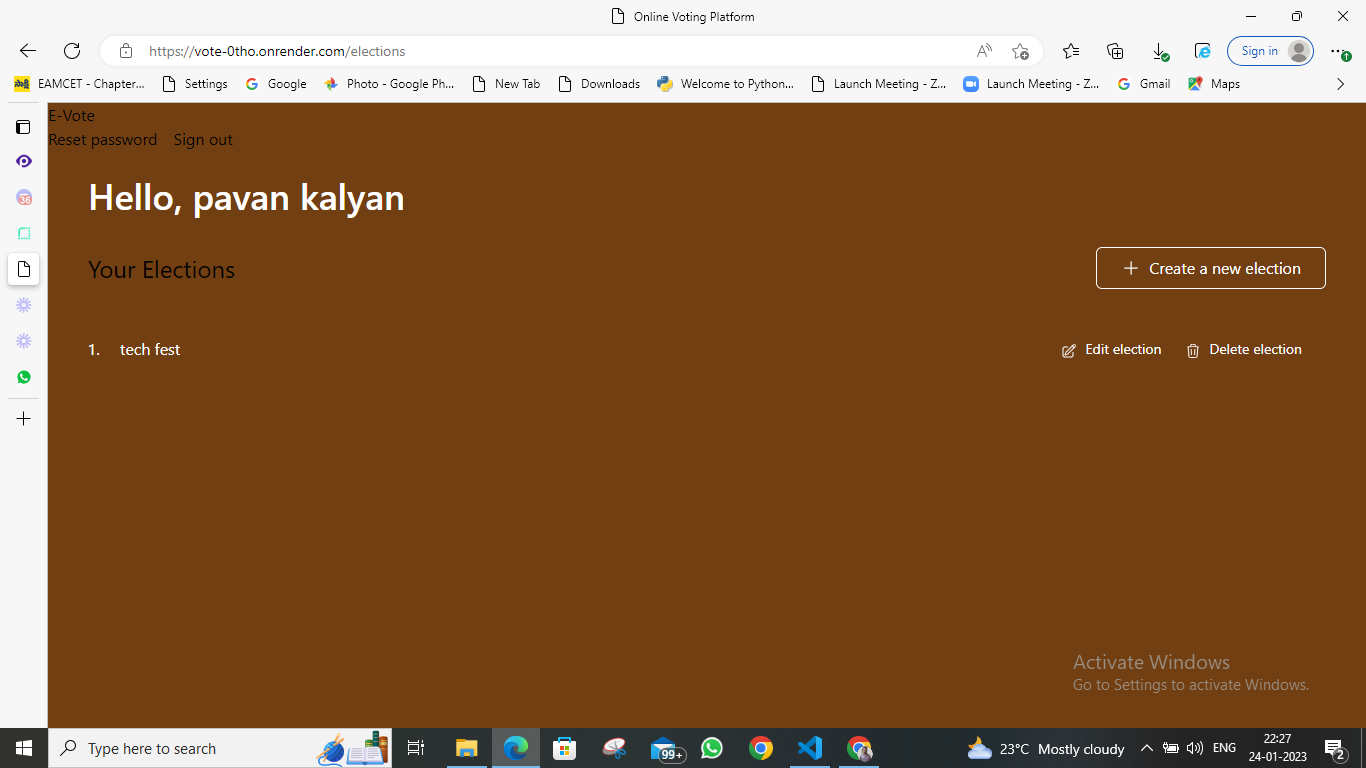 Online Voting Platform
https://vote-0tho.onrender.com/elections
Sign in
EAMCET - Chapter... Settings Google Photo - Google Ph... New Tab Downloads Welcome to Python... Launch Meeting - Z... Launch Meeting - Z... Gmail Maps
E-Vote
Reset password Sign out
36
Hello, pavan kalyan
Your Elections
Create a new election
1. tech fest
Edit election Delete election
Activate Windows
Go to Settings to activate Windows.
Type here to search
99+
23°C Mostly cloudy
ENG
22:27
24-01-2023
2